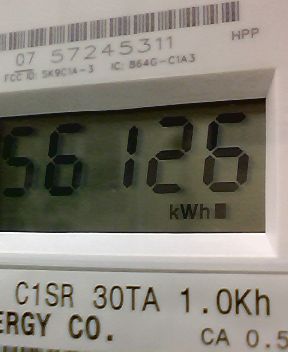 HPP
07 57245311
FCC ID: SK9C1A-3 IC: 864G-C1A3
56126
kWh
C1SR 30TA 1.0Kh
ERGY CO.
CA 0.5